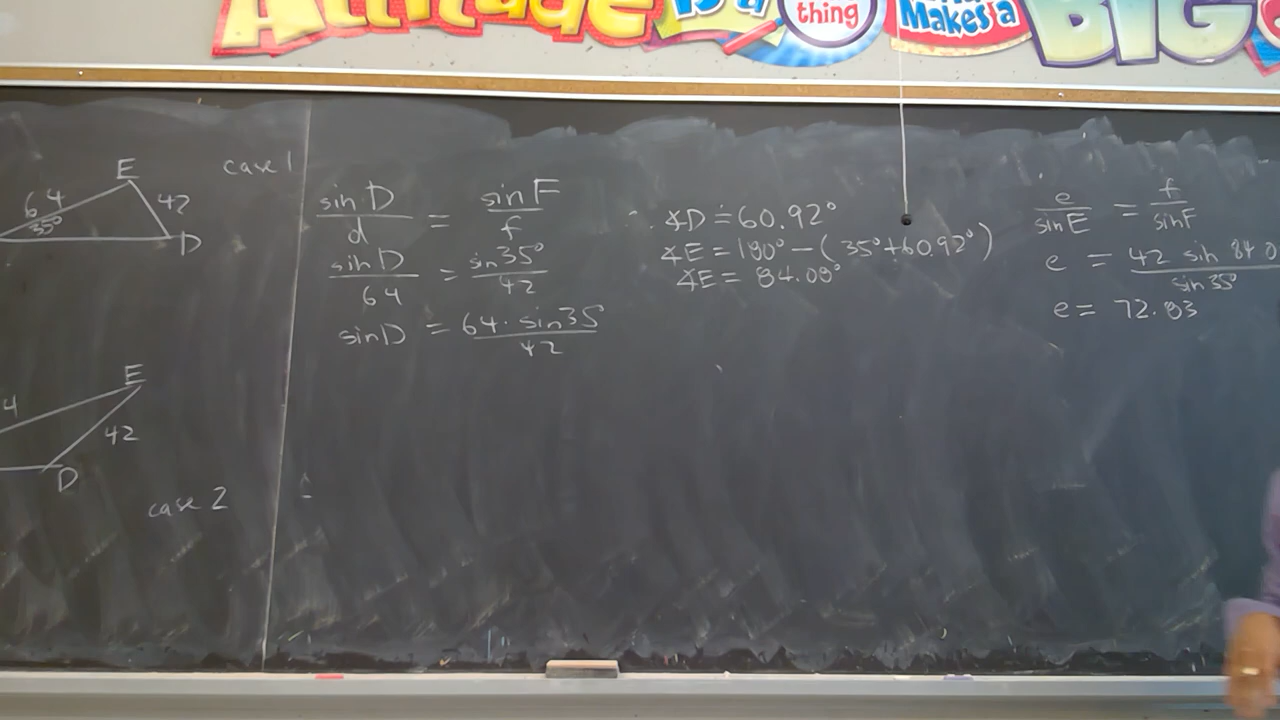 Attitude is a thing Makes a BIG
E
64
42
35°
D
case 1
sin D / d = sin F / f
sin D / 64 = sin 35° / 42
sin D = 64 · sin 35° / 42
∡D = 60.92°
∡E = 180° - ( 35° + 60.92° )
∡E = 84.08°
e / sin E = f / sin F
e = 42 sin 84.0 / sin 35°
e = 72.83
E
4
42
D
case 2